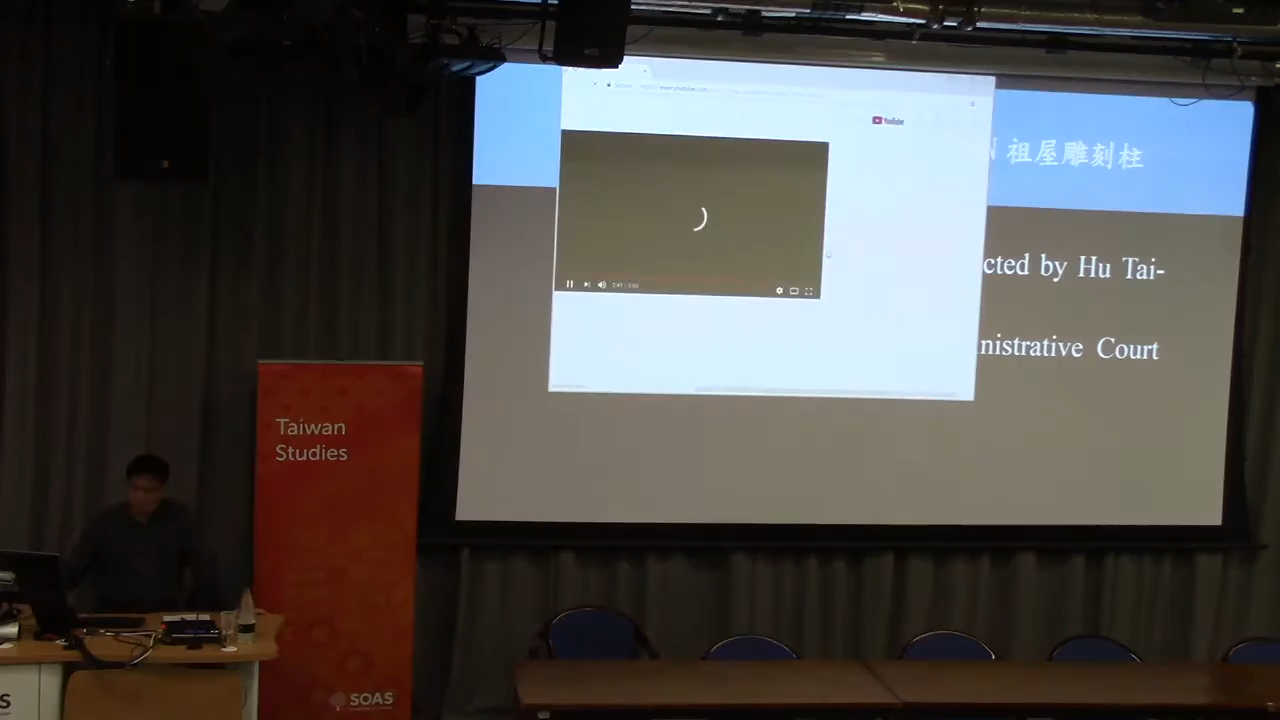 YouTube
祖屋雕刻柱
cted by Hu Tai-
nistrative Court
Taiwan
Studies
SOAS
S